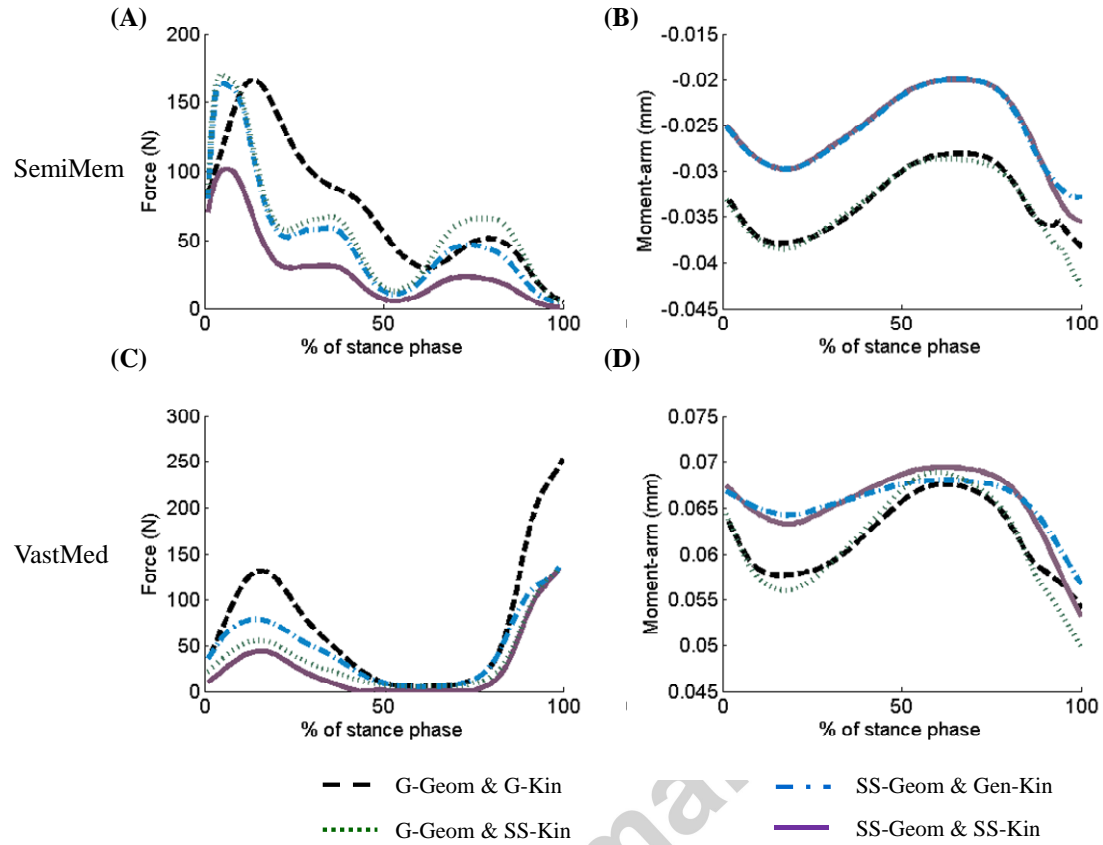 (A)
(B)
SemiMem
Force (N)
200
150
100
50
0
0 50 100
% of stance phase
Moment-arm (mm)
-0.015
-0.02
-0.025
-0.03
-0.035
-0.04
-0.045
0 50 100
% of stance phase
(C)
(D)
VastMed
Force (N)
300
250
200
150
100
50
0
0 50 100
% of stance phase
Moment-arm (mm)
0.075
0.07
0.065
0.06
0.055
0.05
0.045
0 50 100
% of stance phase
G-Geom & G-Kin
SS-Geom & Gen-Kin
G-Geom & SS-Kin
SS-Geom & SS-Kin